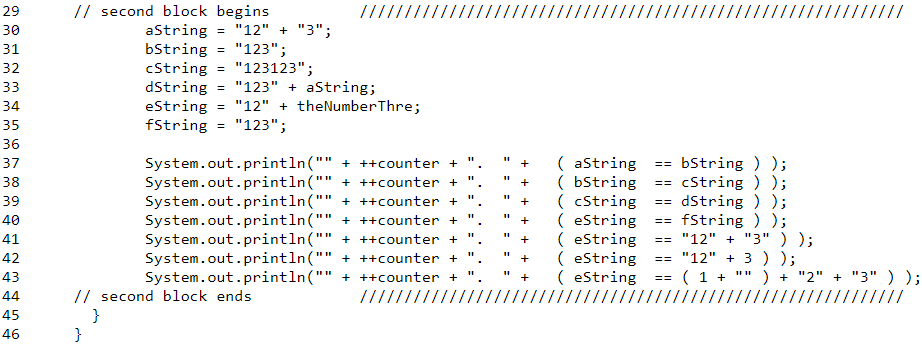 29      // second block begins          /////////////////////////////////////////////////////////////
30              aString = "12" + "3";
31              bString = "123";
32              cString = "123123";
33              dString = "123" + aString;
34              eString = "12" + theNumberThre;
35              fString = "123";
36
37              System.out.println("" + ++counter + ".  " +   ( aString  == bString ) );
38              System.out.println("" + ++counter + ".  " +   ( bString  == cString ) );
39              System.out.println("" + ++counter + ".  " +   ( cString  == dString ) );
40              System.out.println("" + ++counter + ".  " +   ( eString  == fString ) );
41              System.out.println("" + ++counter + ".  " +   ( eString  == "12" + "3" ) );
42              System.out.println("" + ++counter + ".  " +   ( eString  == "12" + 3 ) );
43              System.out.println("" + ++counter + ".  " +   ( eString  == ( 1 + "" ) + "2" + "3" ) );
44      // second block ends            /////////////////////////////////////////////////////////////
45        }
46      }